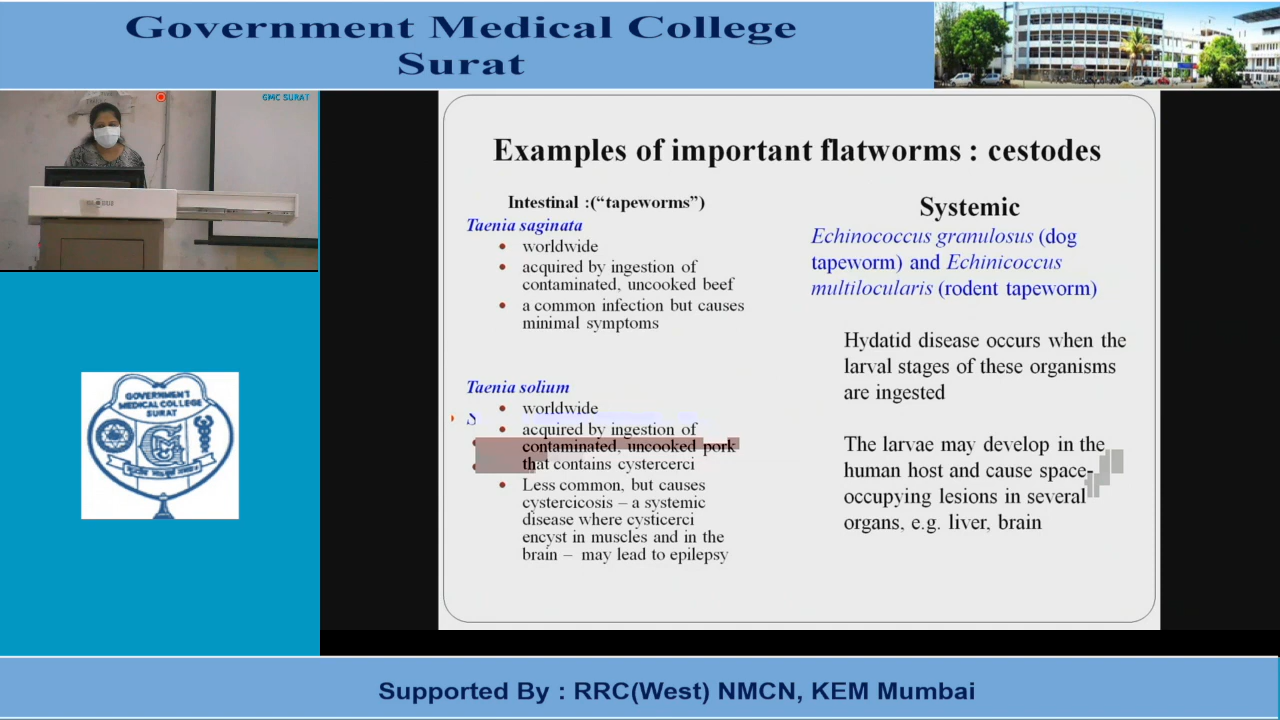 Government Medical College
Surat
GMC SURAT
GOVERNMENT
MEDICAL COLLEGE
SURAT
Examples of important flatworms : cestodes
Intestinal :(“tapeworms”)
Taenia saginata
worldwide
acquired by ingestion of
contaminated, uncooked beef
a common infection but causes
minimal symptoms
Taenia solium
worldwide
acquired by ingestion of
contaminated, uncooked pork
that contains cystercerci
Less common, but causes
cystercicosis – a systemic
disease where cysticerci
encyst in muscles and in the
brain – may lead to epilepsy
Systemic
Echinococcus granulosus (dog
tapeworm) and Echinicoccus
multilocularis (rodent tapeworm)
Hydatid disease occurs when the
larval stages of these organisms
are ingested
The larvae may develop in the
human host and cause space-
occupying lesions in several
organs, e.g. liver, brain
Supported By : RRC(West) NMCN, KEM Mumbai